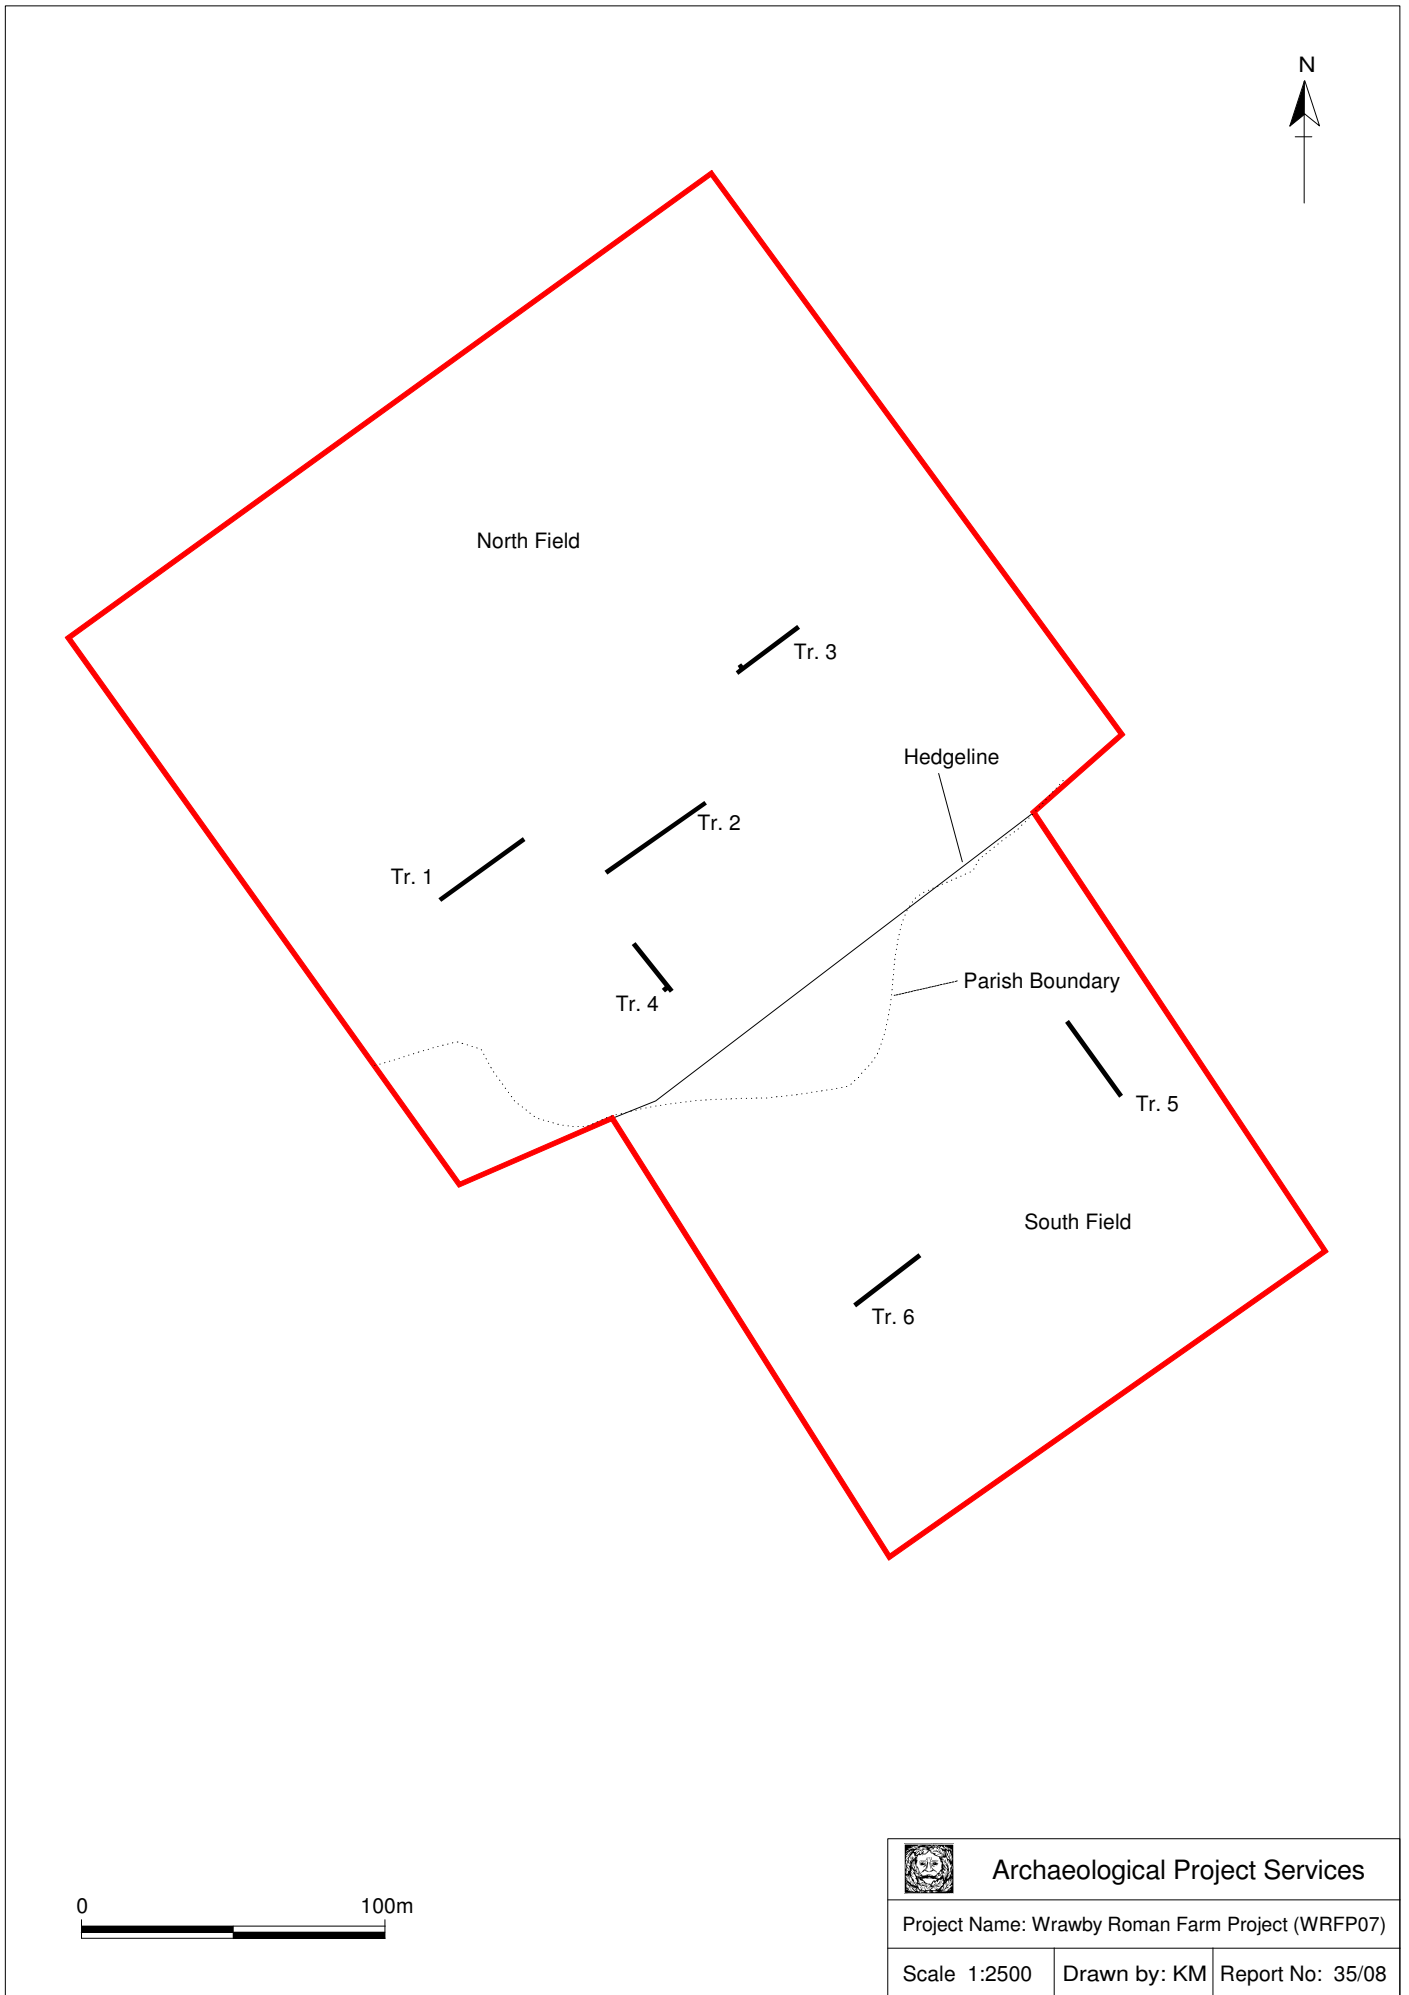 N
North Field
Tr. 3
Hedgeline
Tr. 2
Tr. 1
Parish Boundary
Tr. 4
Tr. 5
South Field
Tr. 6
0 100m
Archaeological Project Services
Project Name: Wrawby Roman Farm Project (WRFP07)
Scale 1:2500 Drawn by: KM Report No: 35/08